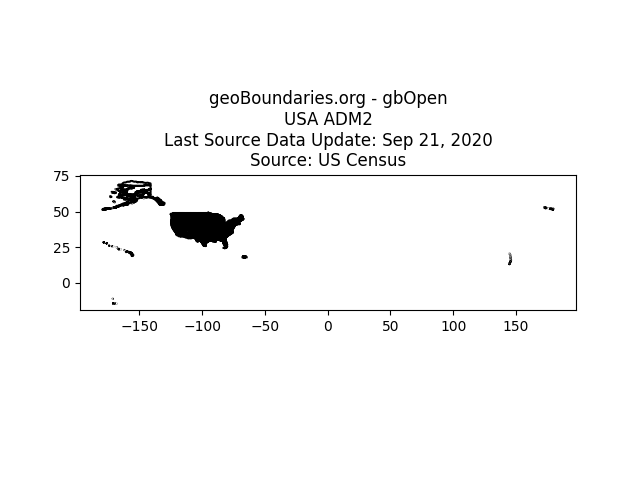 geoBoundaries.org - gbOpen
USA ADM2
Last Source Data Update: Sep 21, 2020
Source: US Census
75
50
25
0
−150
−100
−50
0
50
100
150